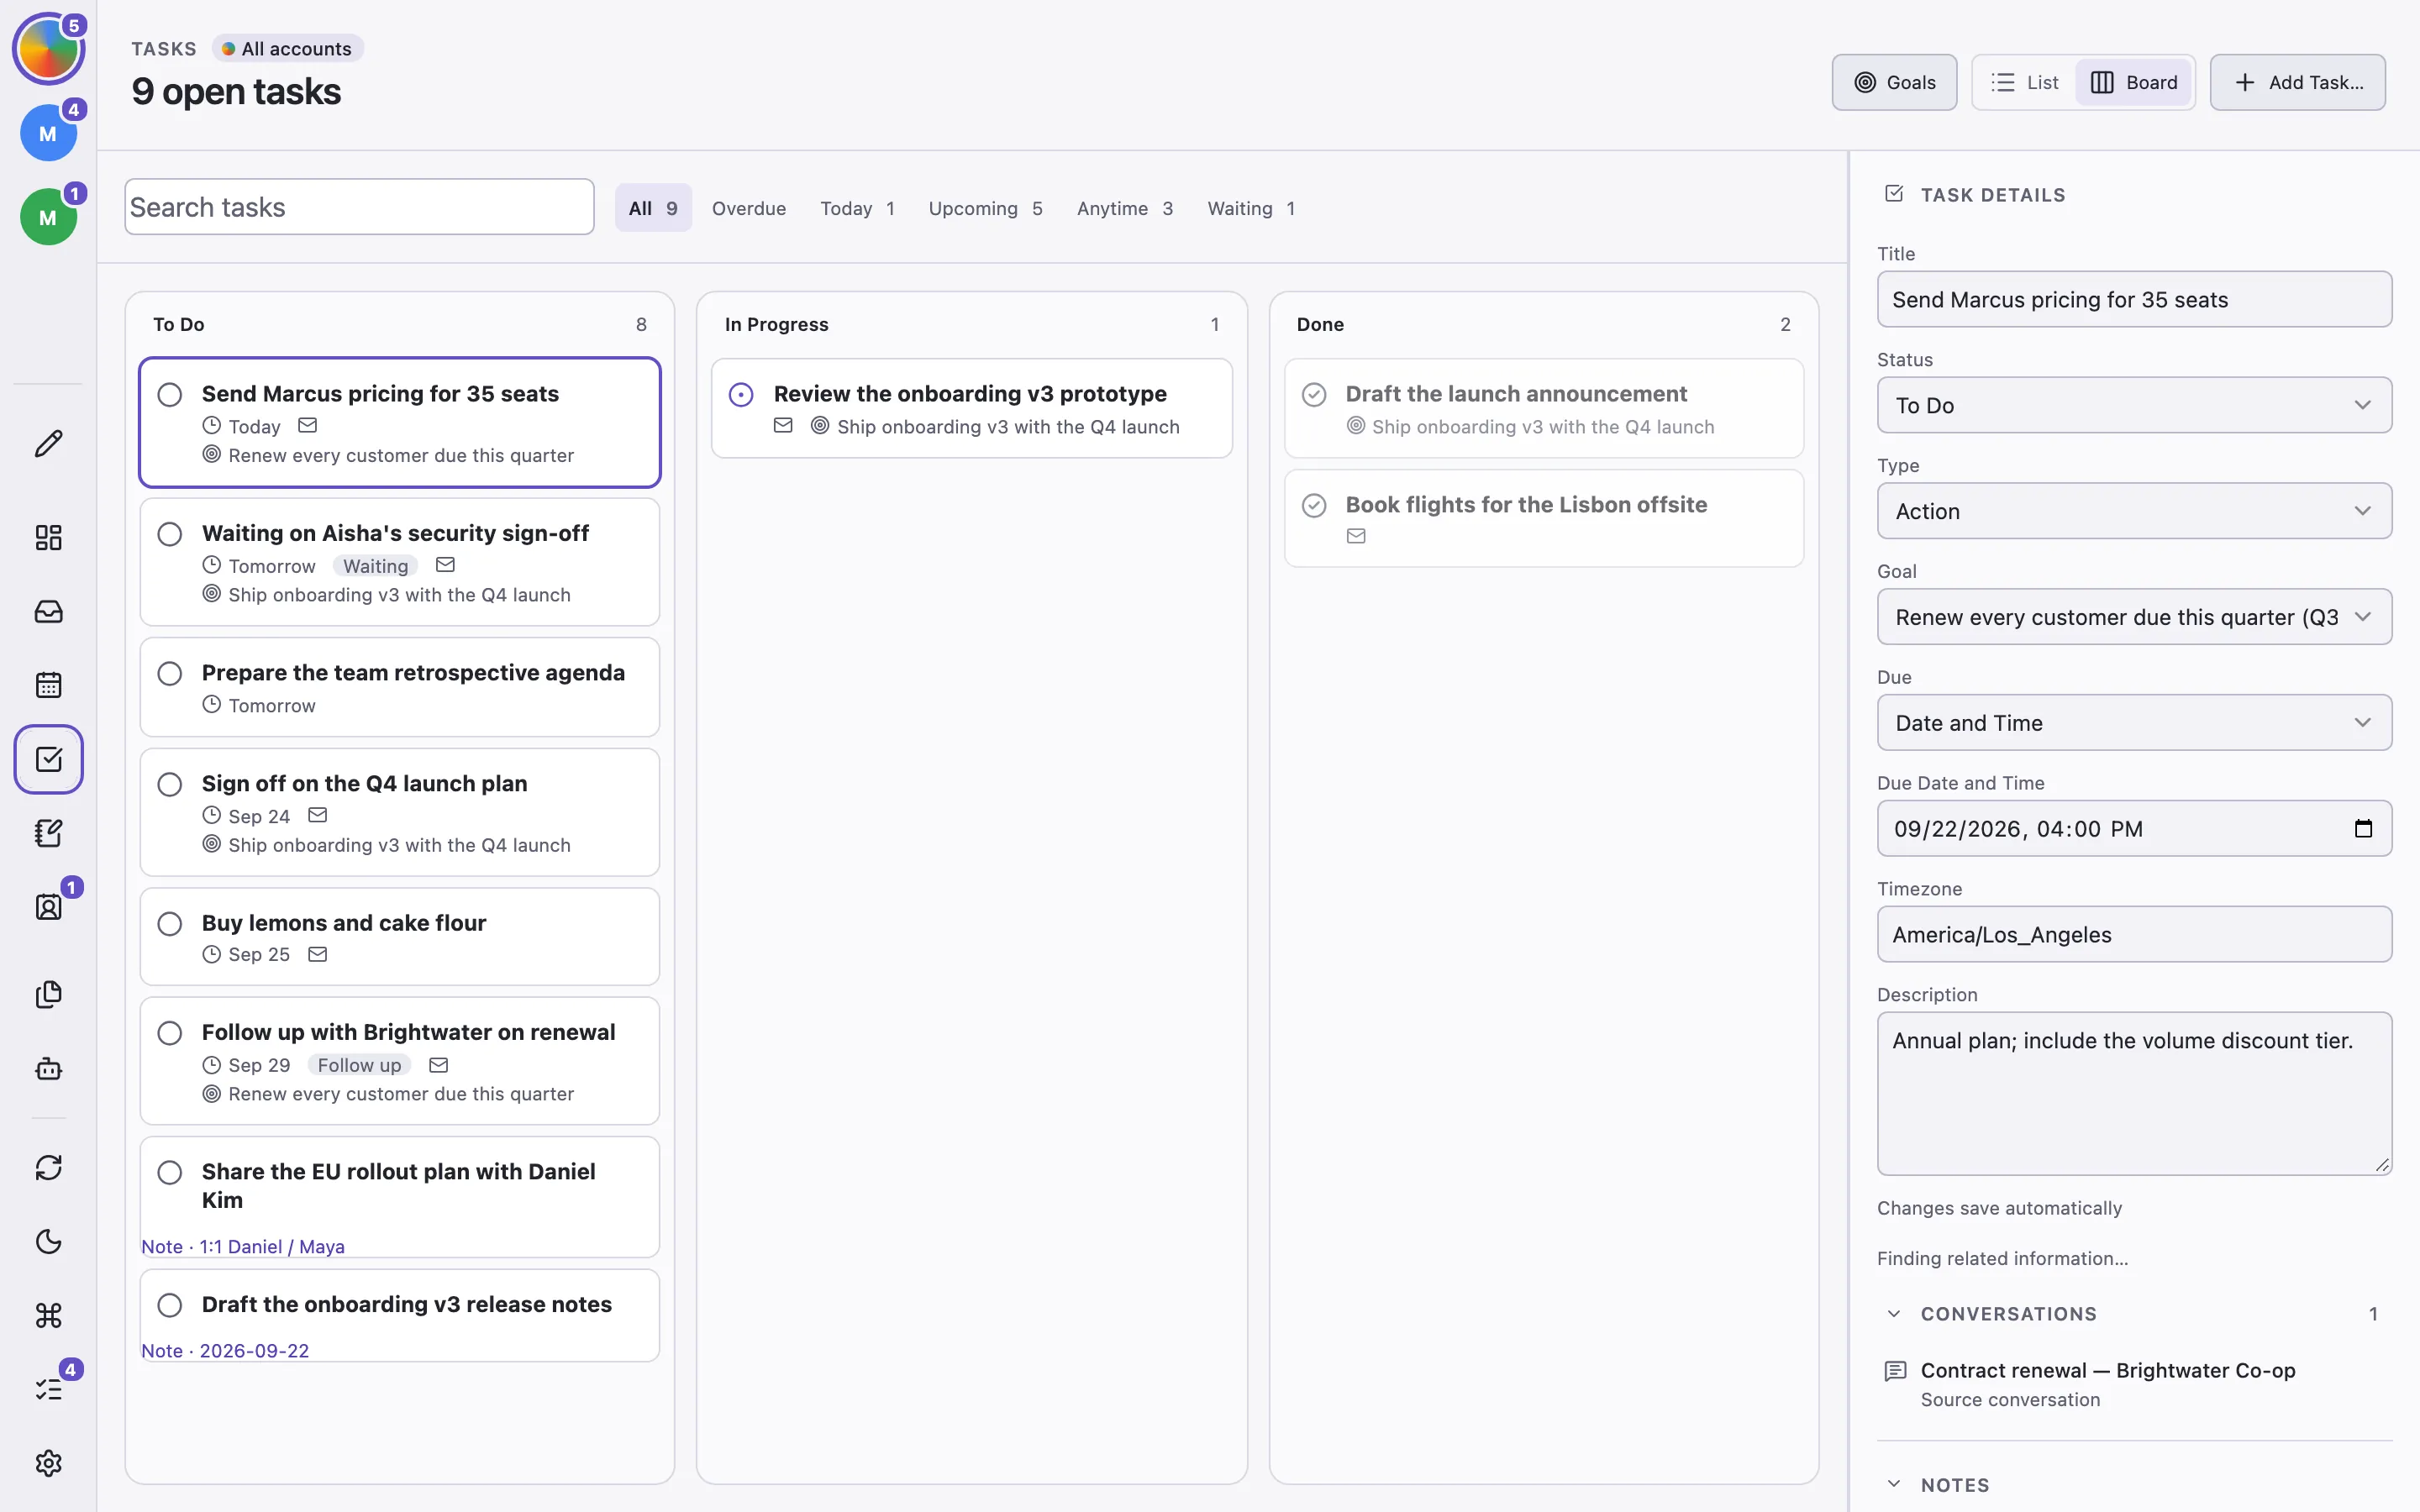 5
M
4
M
1
1
4
TASKS
All accounts
9 open tasks
Goals
List
Board
Add Task...
Search tasks
All 9
Overdue
Today 1
Upcoming 5
Anytime 3
Waiting 1
To Do 8
Send Marcus pricing for 35 seats
Today
Renew every customer due this quarter
Waiting on Aisha's security sign-off
Tomorrow Waiting
Ship onboarding v3 with the Q4 launch
Prepare the team retrospective agenda
Tomorrow
Sign off on the Q4 launch plan
Sep 24
Ship onboarding v3 with the Q4 launch
Buy lemons and cake flour
Sep 25
Follow up with Brightwater on renewal
Sep 29 Follow up
Renew every customer due this quarter
Share the EU rollout plan with Daniel
Kim
Note · 1:1 Daniel / Maya
Draft the onboarding v3 release notes
Note · 2026-09-22
In Progress 1
Review the onboarding v3 prototype
Ship onboarding v3 with the Q4 launch
Done 2
Draft the launch announcement
Ship onboarding v3 with the Q4 launch
Book flights for the Lisbon offsite
TASK DETAILS
Title
Send Marcus pricing for 35 seats
Status
To Do
Type
Action
Goal
Renew every customer due this quarter (Q3
Due
Date and Time
Due Date and Time
09/22/2026, 04:00 PM
Timezone
America/Los_Angeles
Description
Annual plan; include the volume discount tier.
Changes save automatically
Finding related information...
CONVERSATIONS 1
Contract renewal — Brightwater Co-op
Source conversation
NOTES